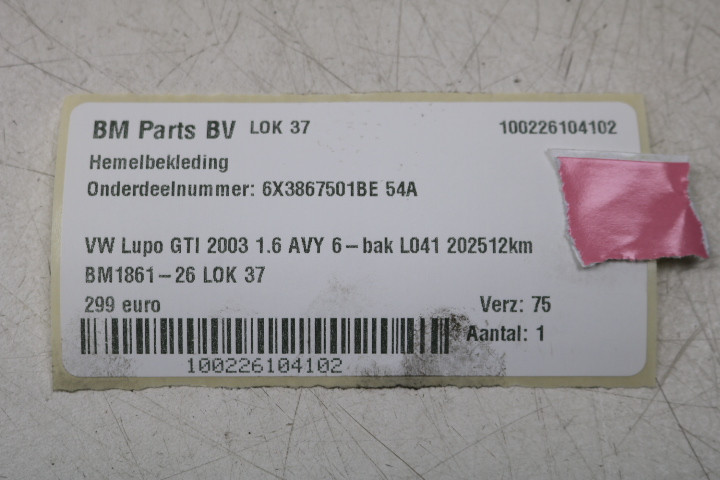 BM Parts BV LOK 37 100226104102
Hemelbekleding
Onderdeelnummer: 6X3867501BE 54A
VW Lupo GTI 2003 1.6 AVY 6-bak L041 202512km
BM1861-26 LOK 37
299 euro Verz: 75
Aantal: 1
100226104102